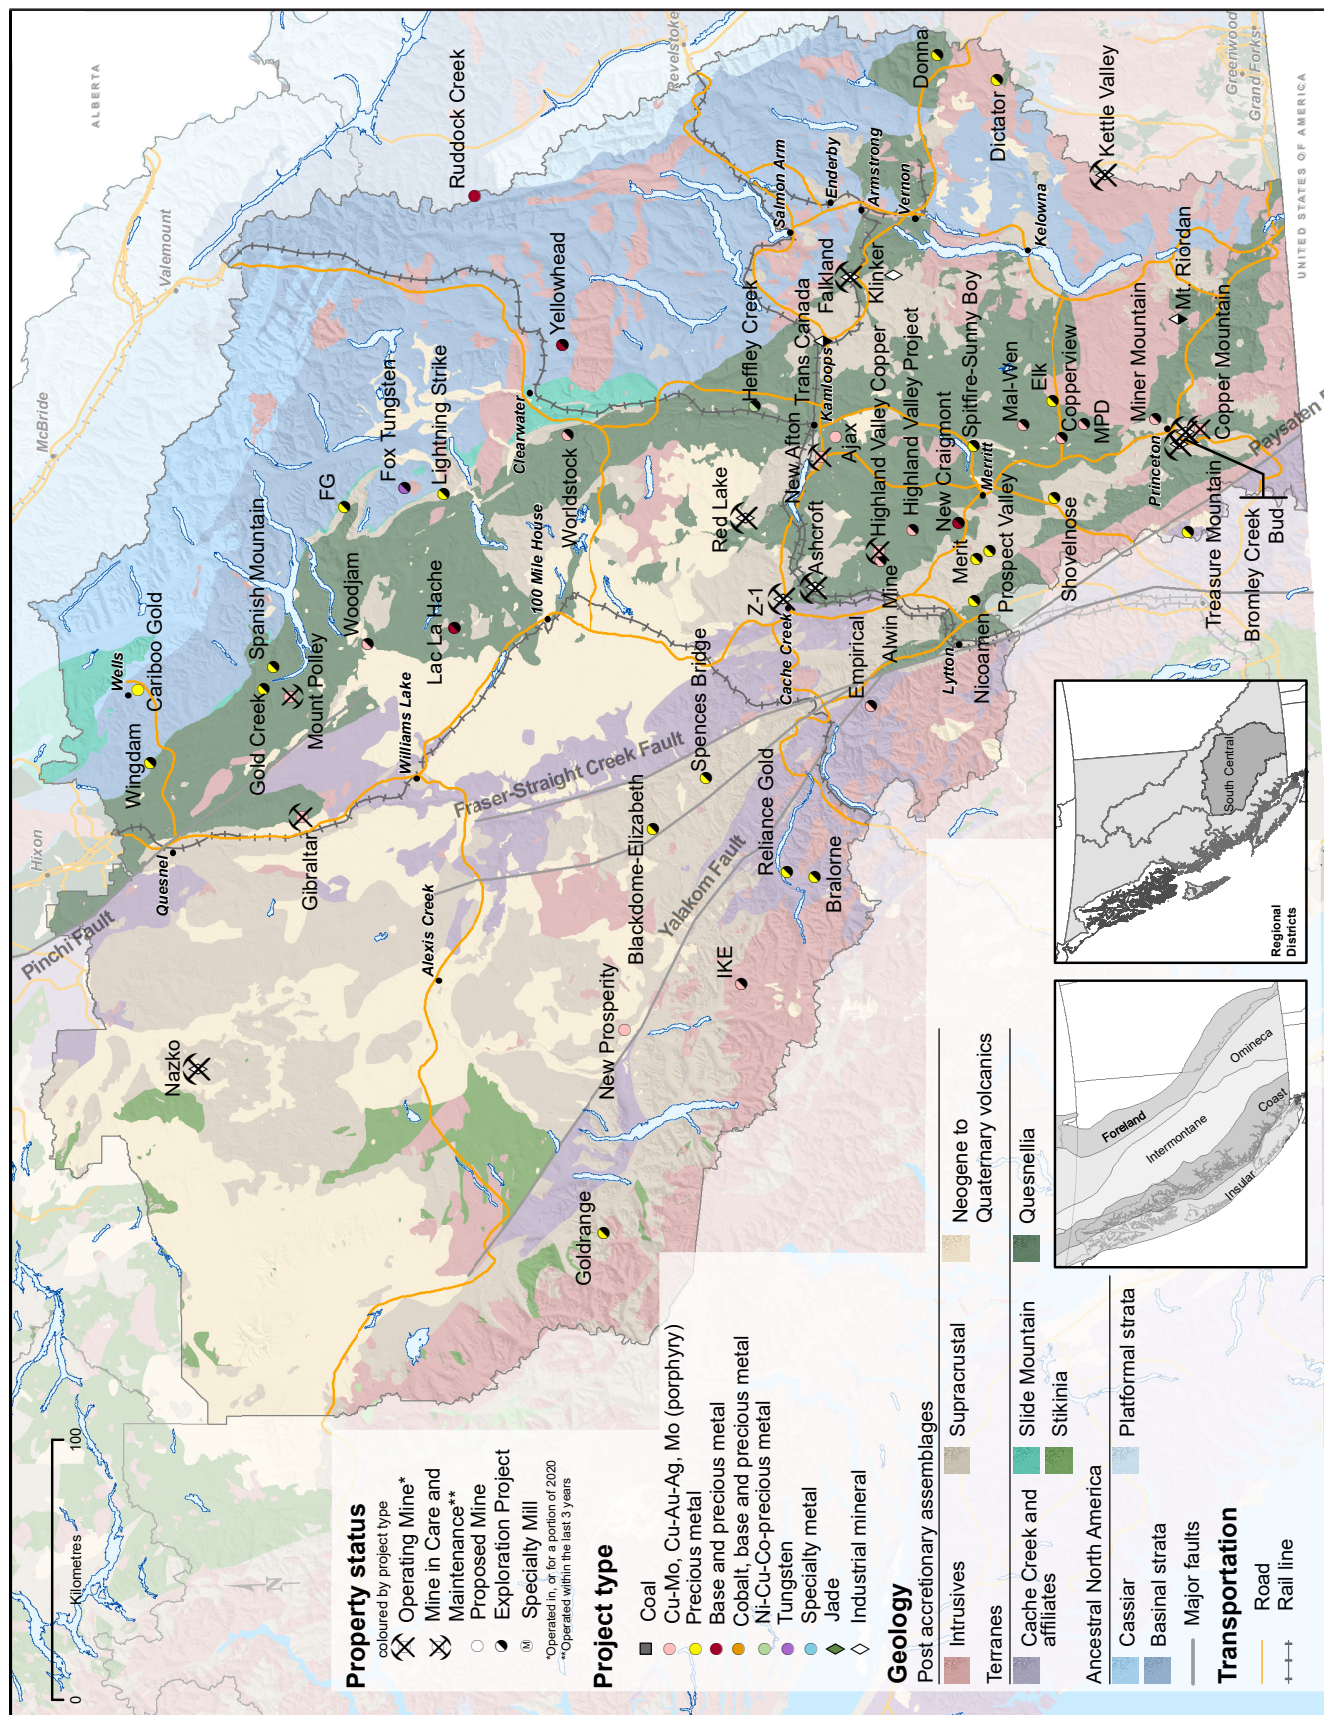 ALBERTA
UNITED STATES OF AMERICA
Hixon
McBride
Valemount
Revelstoke
Greenwood
Grand Forks
Pinchi Fault
Fraser-Straight Creek Fault
Yalakom Fault
Quesnel
Wells
Williams Lake
Alexis Creek
100 Mile House
Clearwater
Cache Creek
Kamloops
Salmon Arm
Enderby
Armstrong
Vernon
Kelowna
Merritt
Lytton
Princeton
Nazko
Wingdam
Cariboo Gold
Gold Creek
Spanish Mountain
Mount Polley
Gibraltar
Woodjam
Lac La Hache
FG
Fox Tungsten
Lightning Strike
Ruddock Creek
Yellowhead
Worldstock
Heffley Creek
Red Lake
New Afton
Trans Canada
Ajax
Falkland
Klinker
Donna
Dictator
Kettle Valley
Z-1
Ashcroft
Highland Valley Copper
Highland Valley Project
Alwin Mine
Empirical
New Craigmont
Spitfire-Sunny Boy
Merit
Prospect Valley
Nicoamen
Shovelnose
Mal-Wen
Elk
Copperview
MPD
Miner Mountain
Mt. Riordan
Copper Mountain
Treasure Mountain
Bromley Creek
Bud
Spences Bridge
Blackdome-Elizabeth
Reliance Gold
Bralorne
IKE
New Prosperity
Goldrange
N
0
100
Kilometres
Property status
coloured by project type
Operating Mine*
Mine in Care and
Maintenance**
Proposed Mine
Exploration Project
M
Specialty Mill
*Operated in, or for a portion of 2020
**Operated within the last 3 years
Project type
Coal
Cu-Mo, Cu-Au-Ag, Mo (porphyry)
Precious metal
Base and precious metal
Cobalt, base and precious metal
Ni-Cu-Co-precious metal
Tungsten
Specialty metal
Jade
Industrial mineral
Geology
Post accretionary assemblages
Intrusives
Supracrustal
Neogene to
Quaternary volcanics
Terranes
Cache Creek and
affiliates
Slide Mountain
Stikinia
Quesnellia
Ancestral North America
Cassiar
Basinal strata
Platformal strata
Major faults
Transportation
Road
Rail line
Foreland
Omineca
Intermontane
Coast
Insular
South Central
Regional
Districts